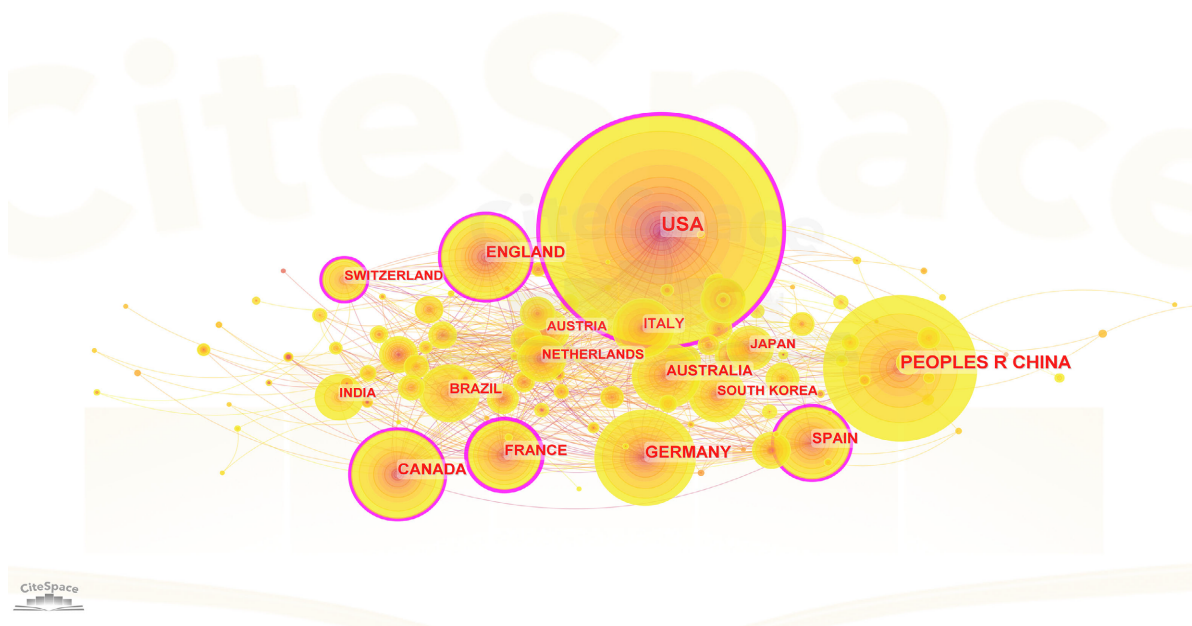 CiteSpace
CiteSpace
USA
ENGLAND
SWITZERLAND
ITALY
AUSTRIA
JAPAN
NETHERLANDS
PEOPLES R CHINA
AUSTRALIA
BRAZIL
SOUTH KOREA
INDIA
SPAIN
FRANCE
GERMANY
CANADA
CiteSpace